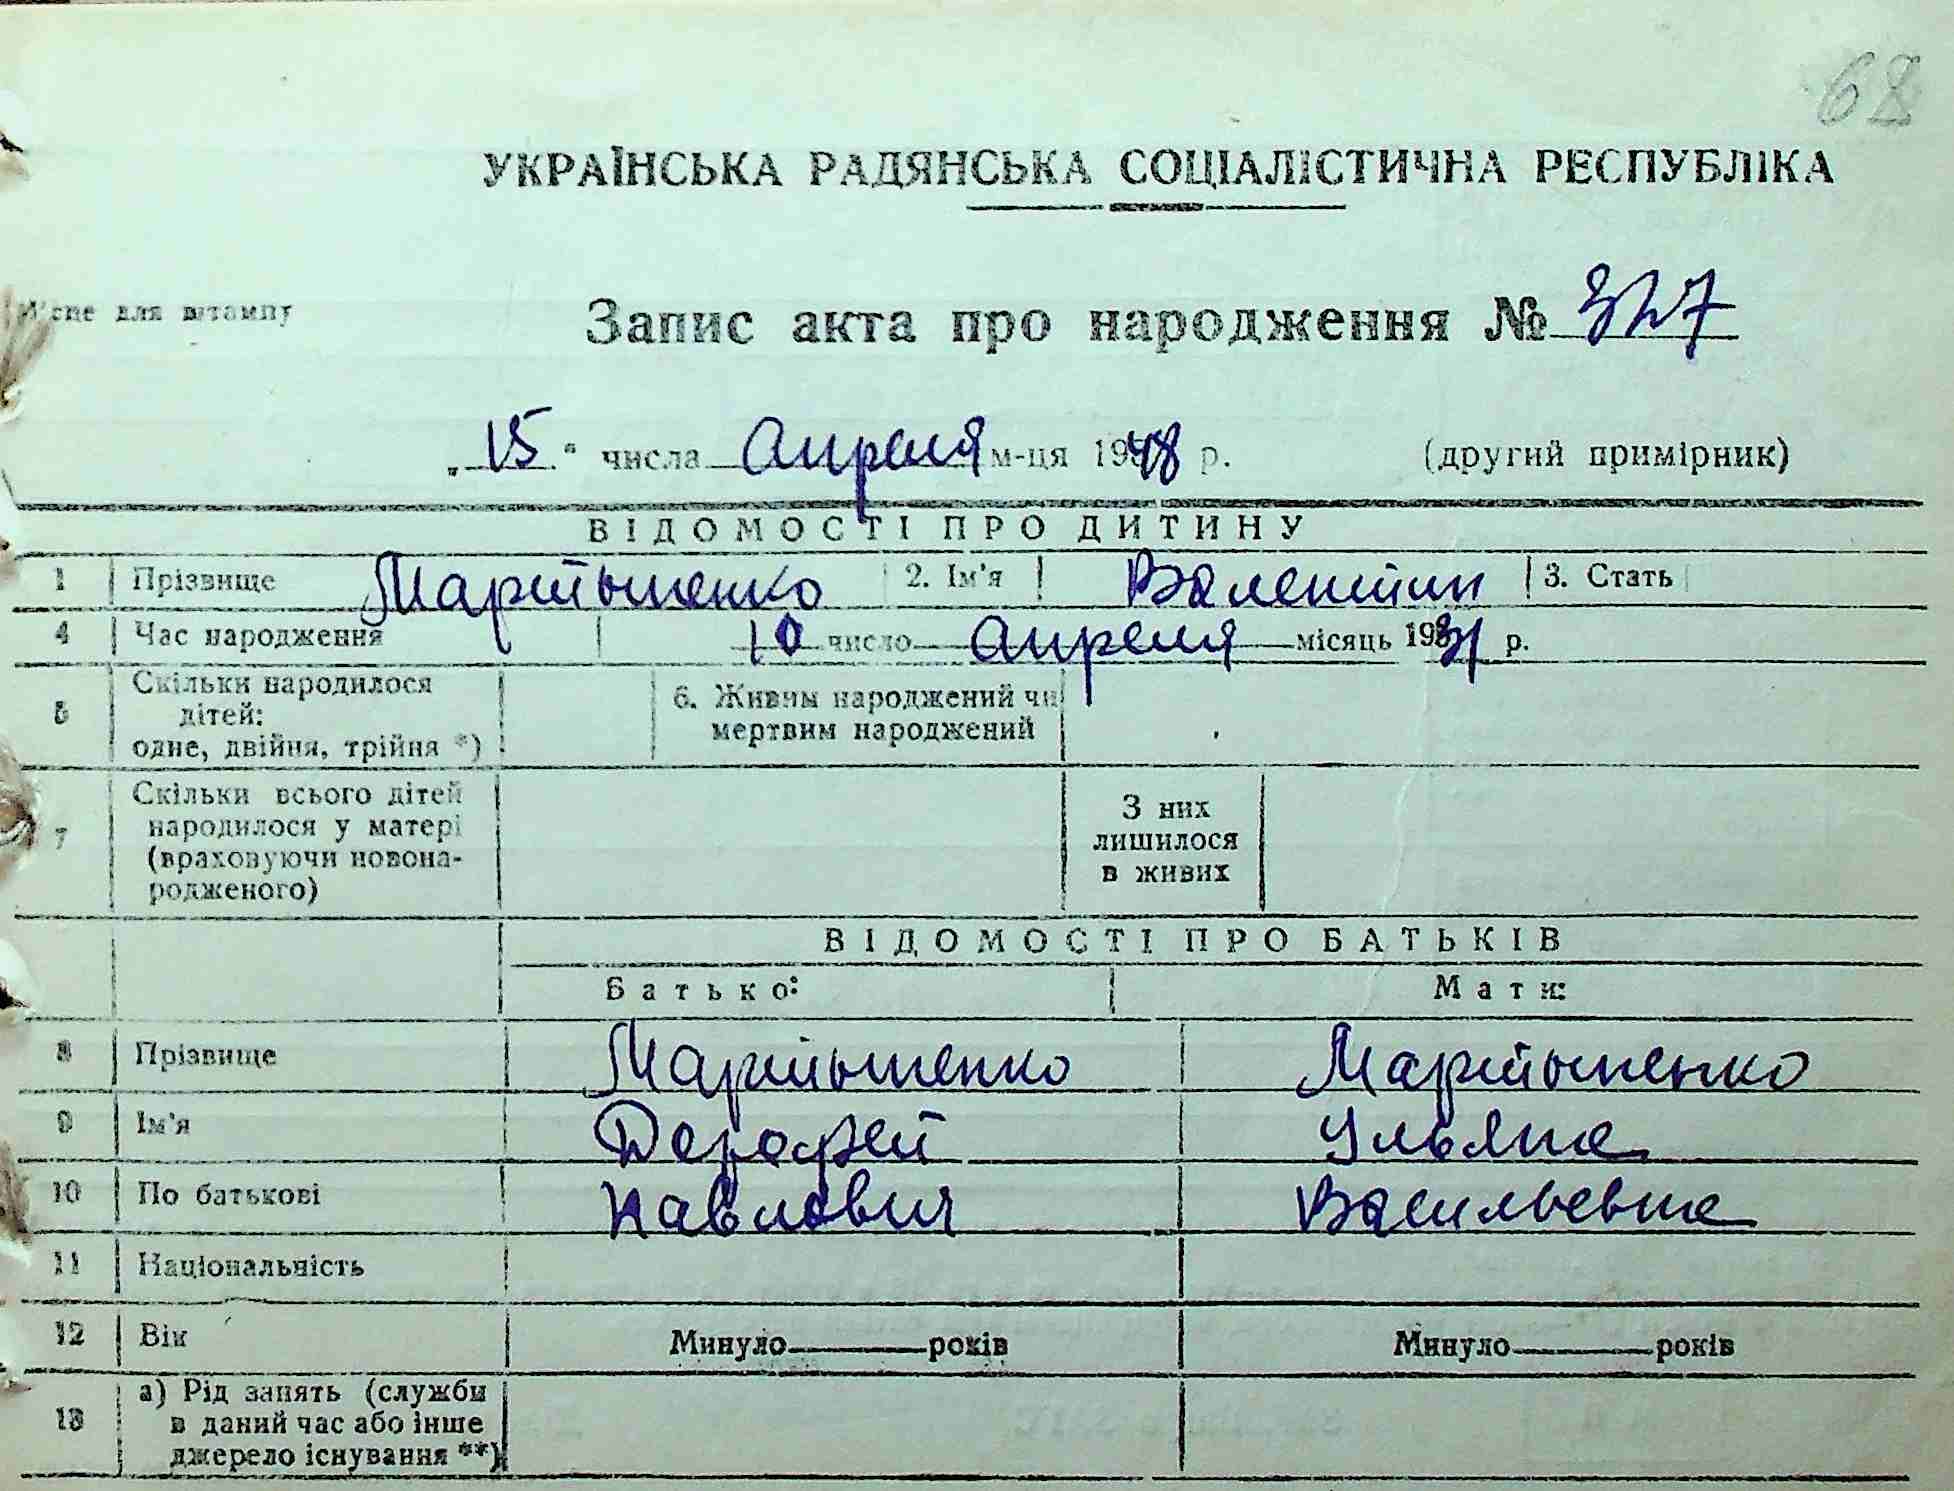 68
УКРАЇНСЬКА РАДЯНСЬКА СОЦІАЛІСТИЧНА РЕСПУБЛІКА
Місце для штампу
Запис акта про народження № 327
„15“ числа Апреля м-ця 1948 р. (другий примірник)
ВІДОМОСТІ ПРО ДИТИНУ
1 Прізвище Мартыненко 2. Ім'я Валентин 3. Стать
4 Час народження 10 число апреля місяць 1931 р.
5 Скільки народилося дітей: одне, двійня, трійня *) 6. Живим народжений чи мертвим народжений
7 Скільки всього дітей народилося у матері (враховуючи новонародженого) З них лишилося в живих
ВІДОМОСТІ ПРО БАТЬКІВ
Батько: Мати:
8 Прізвище Мартыненко Мартыненко
9 Ім'я Дорофей Ульяна
10 По батькові Павлович Васильевна
11 Національність
12 Вік Минуло років Минуло років
13 а) Рід занять (службы в даний час або інше джерело існування **)